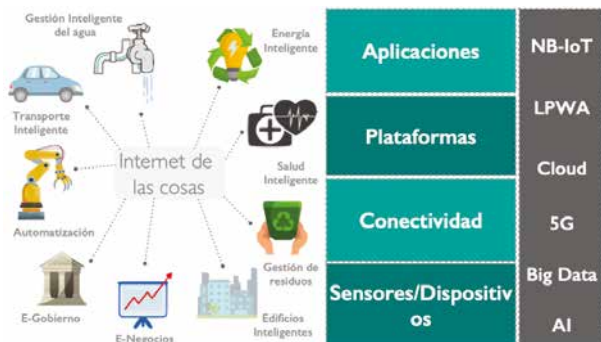 Gestión Inteligente
del agua
Energía
Inteligente
Transporte
Inteligente
Internet de
las cosas
Salud
Inteligente
Automatización
Gestión de
residuos
E-Gobierno
E-Negocios
Edificios
Inteligentes
Aplicaciones
Plataformas
Conectividad
Sensores/Dispositiv
os
NB-IoT
LPWA
Cloud
5G
Big Data
AI